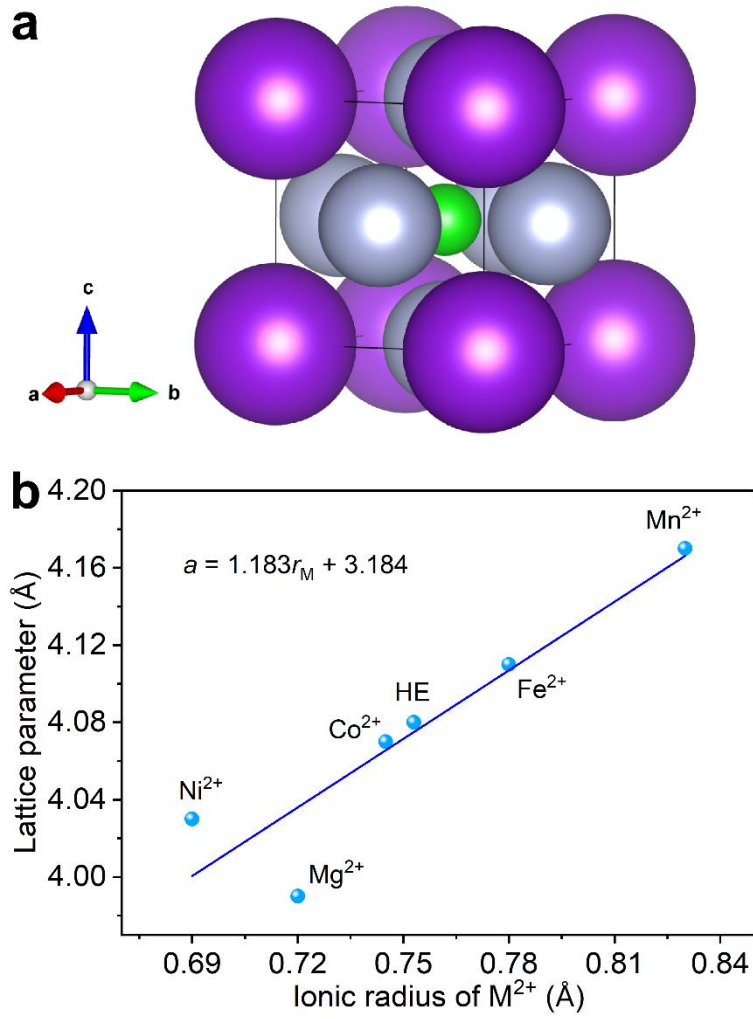 a
c
a
b
b
4.20
Mn²⁺
a = 1.183r_M + 3.184
4.16
Lattice parameter (Å)
4.12
HE
Fe²⁺
Co²⁺
4.08
Ni²⁺
4.04
Mg²⁺
4.00
0.69 0.72 0.75 0.78 0.81 0.84
Ionic radius of M²⁺ (Å)